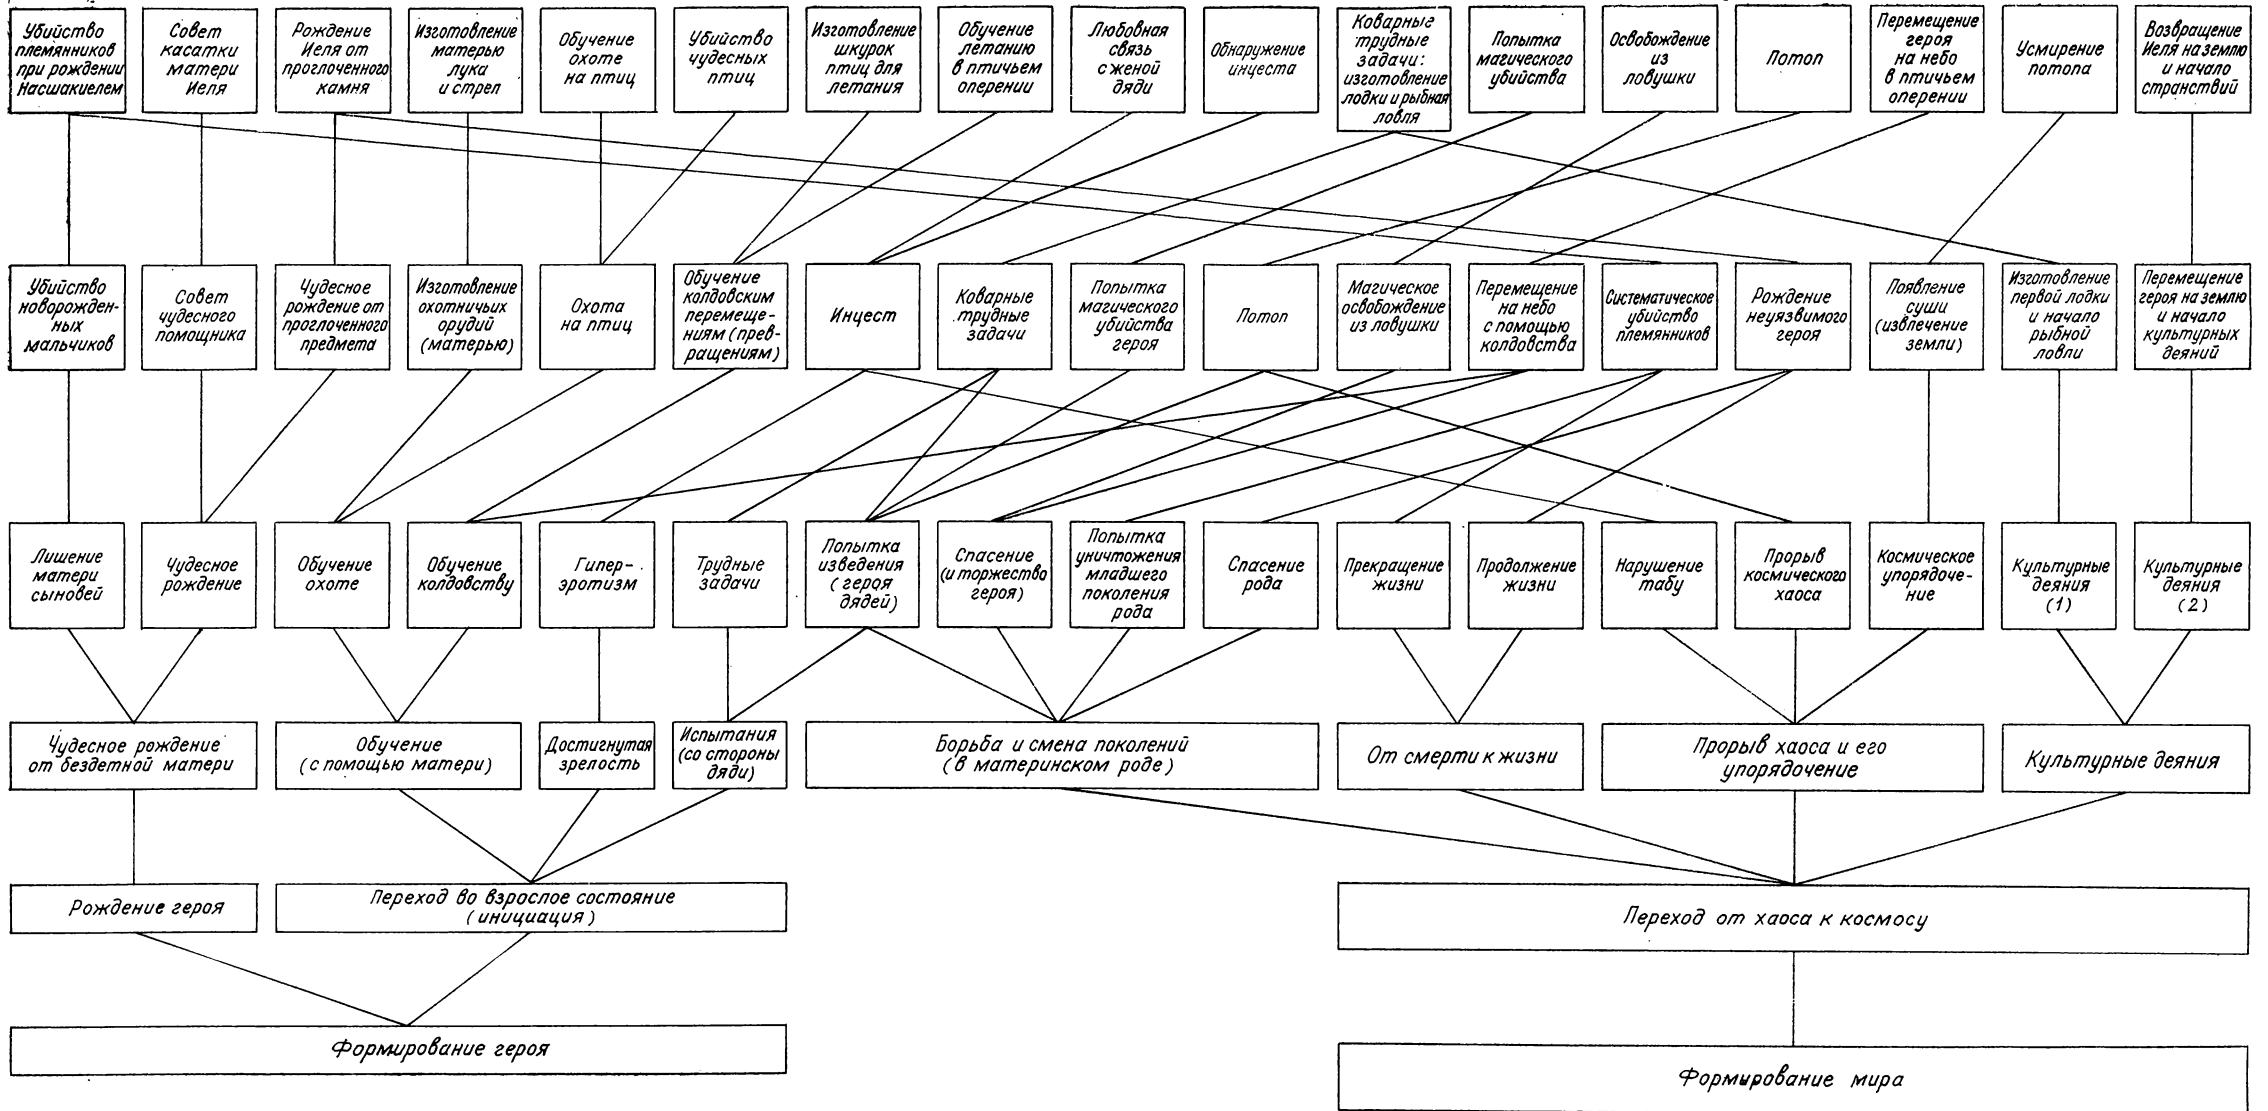 Убийство
племянников
при рождении
Насшакиелем
Совет
касатки
матери
Йеля
Рождение
Йеля от
проглоченного
камня
Изготовление
матерью
лука
и стрел
Обучение
охоте
на птиц
Убийство
чудесных
птиц
Изготовление
шкурок
птиц для
летания
Обучение
летанию
в птичьем
оперении
Любовная
связь
с женой
дяди
Обнаружение
инцеста
Коварные
трудные
задачи:
изготовление
лодки и рыбная
ловля
Попытка
магического
убийства
Освобождение
из
ловушки
Потоп
Перемещение
героя
на небо
в птичьем
оперении
Усмирение
потопа
Возвращение
Йеля на землю
и начало
странствий
Убийство
новорожден-
ных
мальчиков
Совет
чудесного
помощника
Чудесное
рождение от
проглоченного
предмета
Изготовление
охотничьих
орудий
(матерью)
Охота
на птиц
Обучение
колдовским
перемеще-
ниям (прев-
ращениям)
Инцест
Коварные
трудные
задачи
Попытка
магического
убийства
героя
Потоп
Магическое
освобождение
из ловушки
Перемещение
на небо
с помощью
колдовства
Систематическое
убийство
племянников
Рождение
неуязвимого
героя
Появление
суши
(извлечение
земли)
Изготовление
первой лодки
и начало
рыбной
ловли
Перемещение
героя на землю
и начало
культурных
деяний
Лишение
матери
сыновей
Чудесное
рождение
Обучение
охоте
Обучение
колдовству
Гипер-
эротизм
Трудные
задачи
Попытка
изведения
(героя
дядей)
Спасение
(и торжество
героя)
Попытка
уничтожения
младшего
поколения
рода
Спасение
рода
Прекращение
жизни
Продолжение
жизни
Нарушение
табу
Прорыв
космического
хаоса
Космическое
упорядоче-
ние
Культурные
деяния
(1)
Культурные
деяния
(2)
Чудесное рождение
от бездетной матери
Обучение
(с помощью матери)
Достигнутая
зрелость
Испытания
(со стороны
дяди)
Борьба и смена поколений
(в материнском роде)
От смерти к жизни
Прорыв хаоса и его
упорядочение
Культурные деяния
Рождение героя
Переход во взрослое состояние
(инициация)
Переход от хаоса к космосу
Формирование героя
Формирование мира